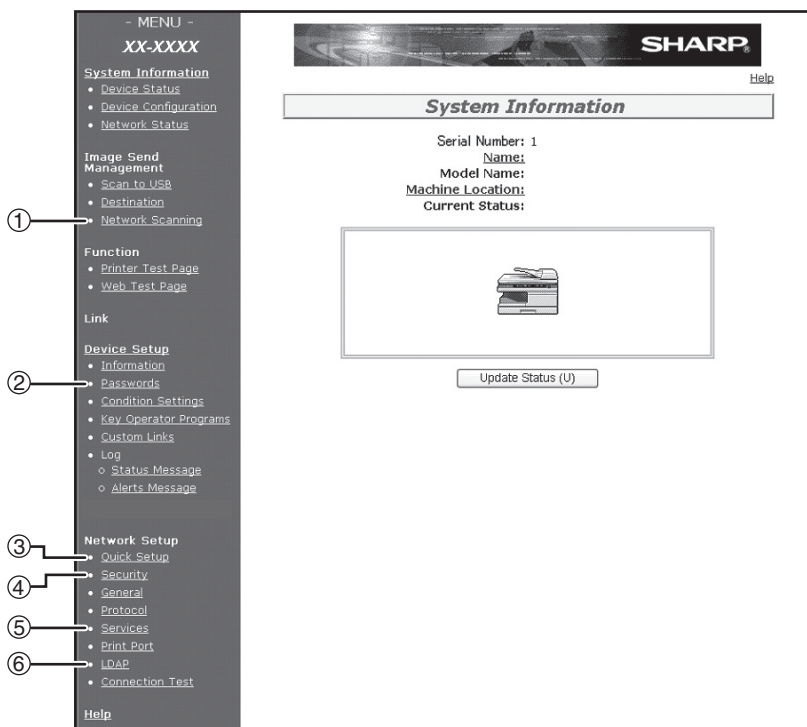 - MENU -
XX-XXXX
System Information
• Device Status
• Device Configuration
• Network Status
Image Send
Management
• Scan to USB
• Destination
① • Network Scanning
Function
• Printer Test Page
• Web Test Page
Link
Device Setup
• Information
② • Passwords
• Condition Settings
• Key Operator Programs
• Custom Links
• Log
○ Status Message
○ Alerts Message
Network Setup
③ • Quick Setup
④ • Security
• General
• Protocol
⑤ • Services
• Print Port
⑥ • LDAP
• Connection Test
Help
SHARP®
Help
System Information
Serial Number: 1
Name:
Model Name:
Machine Location:
Current Status:
Update Status (U)